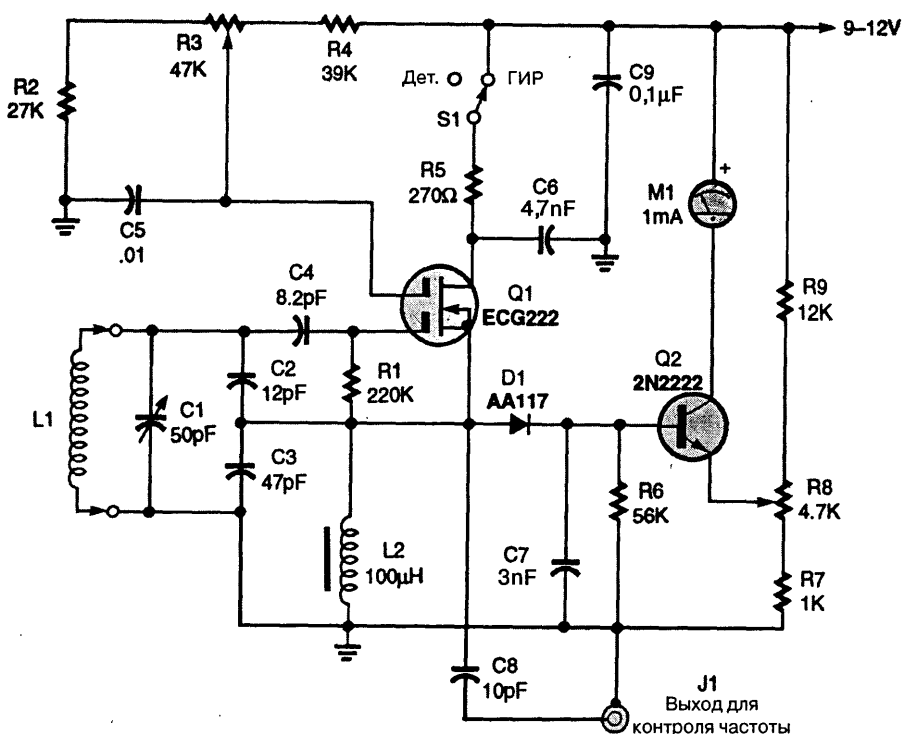 R3
47K
R4
39K
9–12V
R2
27K
Дет.
ГИР
S1
C9
0,1µF
R5
270Ω
C6
4,7nF
+
M1
1mA
C5
.01
C4
8.2pF
Q1
ECG222
R9
12K
L1
C1
50pF
C2
12pF
R1
220K
D1
AA117
Q2
2N2222
C3
47pF
R6
56K
R8
4.7K
L2
100µH
C7
3nF
R7
1K
C8
10pF
J1
Выход для
контроля частоты